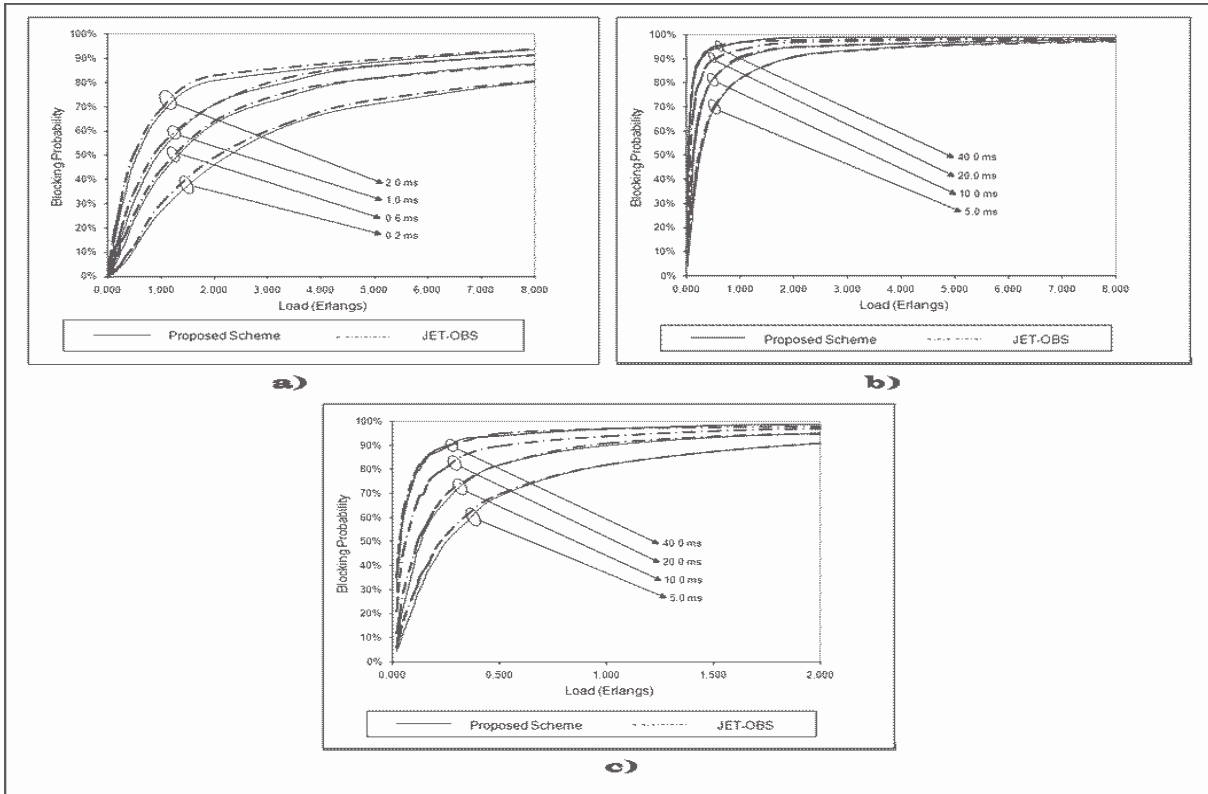 100%
90%
80%
70%
60%
50%
40%
30%
20%
10%
0%
Blocking Probability
2.0 ms
1.0 ms
0.6 ms
0.2 ms
0.000 1.000 2.000 3.000 4.000 5.000 6.000 7.000 8.000
Load (Erlangs)
Proposed Scheme JET-OBS
a)
100%
90%
80%
70%
60%
50%
40%
30%
20%
10%
0%
Blocking Probability
40.0 ms
20.0 ms
10.0 ms
5.0 ms
0.000 1.000 2.000 3.000 4.000 5.000 6.000 7.000 8.000
Load (Erlangs)
Proposed Scheme JET-OBS
b)
100%
90%
80%
70%
60%
50%
40%
30%
20%
10%
0%
Blocking Probability
40.0 ms
20.0 ms
10.0 ms
5.0 ms
0.000 0.500 1.000 1.500 2.000
Load (Erlangs)
Proposed Scheme JET-OBS
c)